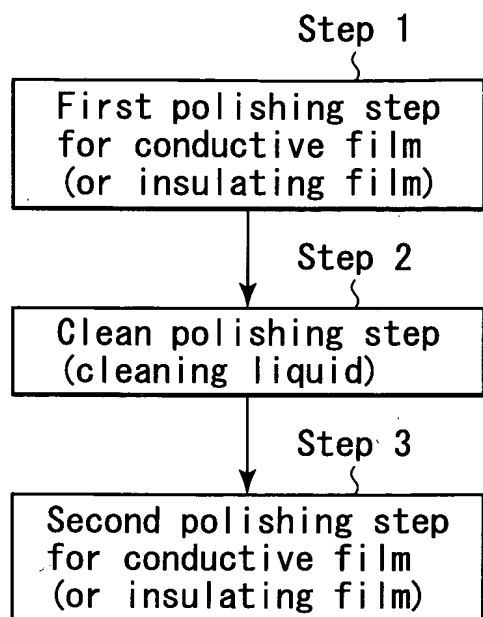 Step 1
First polishing step
for conductive film
(or insulating film)
Step 2
Clean polishing step
(cleaning liquid)
Step 3
Second polishing step
for conductive film
(or insulating film)